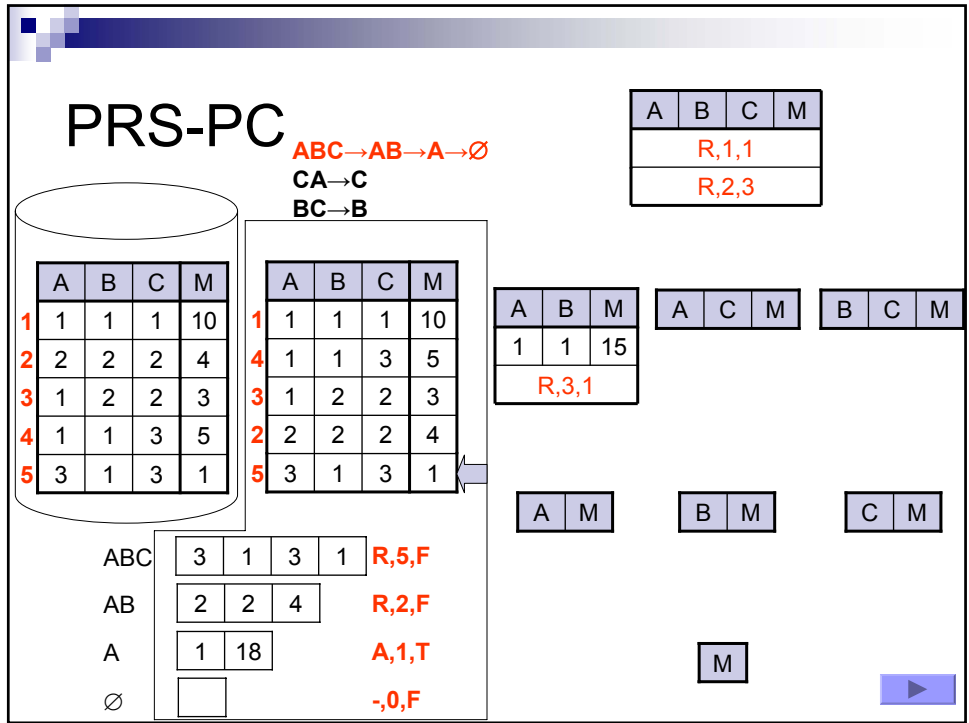 PRS-PC
ABC→AB→A→∅
CA→C
BC→B
A B C M
R,1,1
R,2,3
A B C M
1 1 1 1 10
2 2 2 2 4
3 1 2 2 3
4 1 1 3 5
5 3 1 3 1
A B C M
1 1 1 1 10
4 1 1 3 5
3 1 2 2 3
2 2 2 2 4
5 3 1 3 1
A B M
1 1 15
R,3,1
A C M
B C M
A M
B M
C M
M
ABC 3 1 3 1 R,5,F
AB 2 2 4 R,2,F
A 1 18 A,1,T
∅ -,0,F